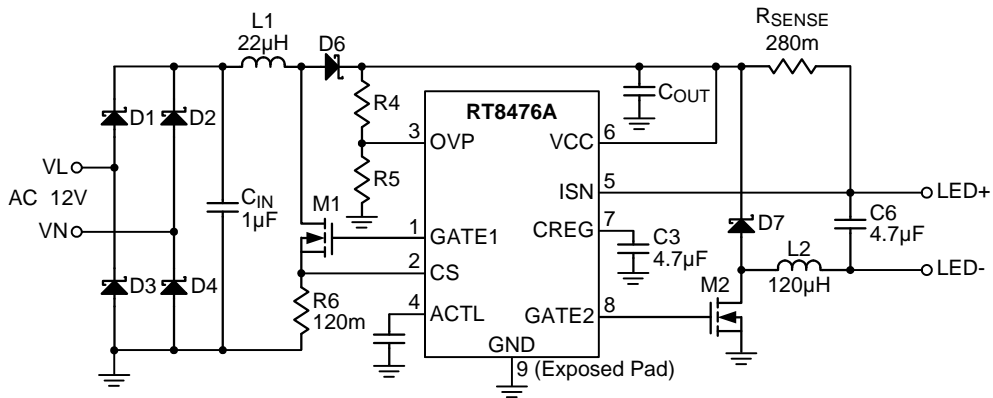 L1
22µH
D6
RSENSE
280m
D1
D2
VL
AC 12V
VN
D3
D4
CIN
1µF
M1
R4
R5
R6
120m
COUT
RT8476A
3
OVP
VCC
6
ISN
5
1
GATE1
CREG
7
2
CS
4
ACTL
GATE2
8
GND
9 (Exposed Pad)
C3
4.7µF
D7
L2
120µH
M2
C6
4.7µF
LED+
LED-